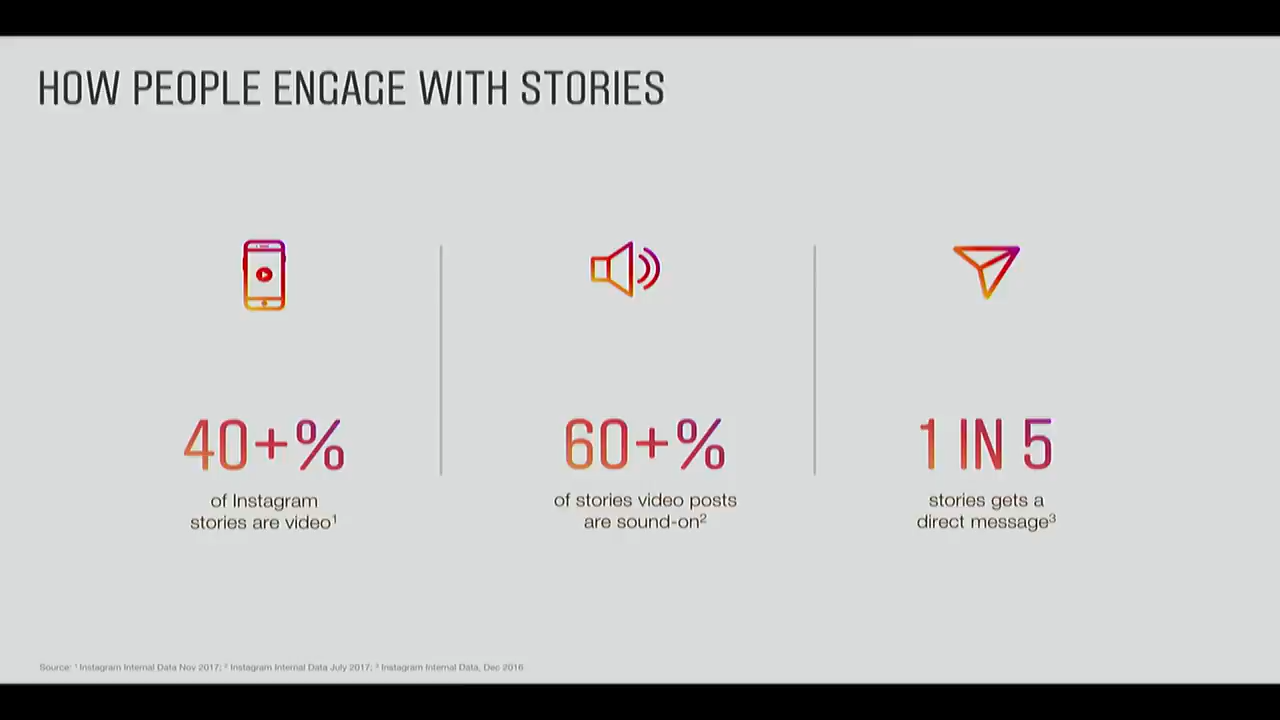 HOW PEOPLE ENGAGE WITH STORIES
40+%
of Instagram
stories are video¹
60+%
of stories video posts
are sound-on²
1 IN 5
stories gets a
direct message³
Source: ¹ Instagram Internal Data Nov 2017; ² Instagram Internal Data July 2017; ³ Instagram Internal Data, Dec 2016